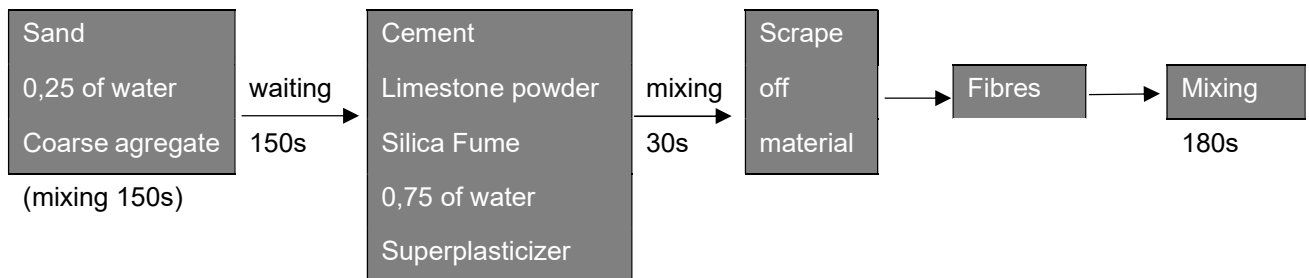 Sand
0,25 of water
Coarse agregate
(mixing 150s)
waiting
150s
Cement
Limestone powder
Silica Fume
0,75 of water
Superplasticizer
mixing
30s
Scrape
off
material
Fibres
Mixing
180s